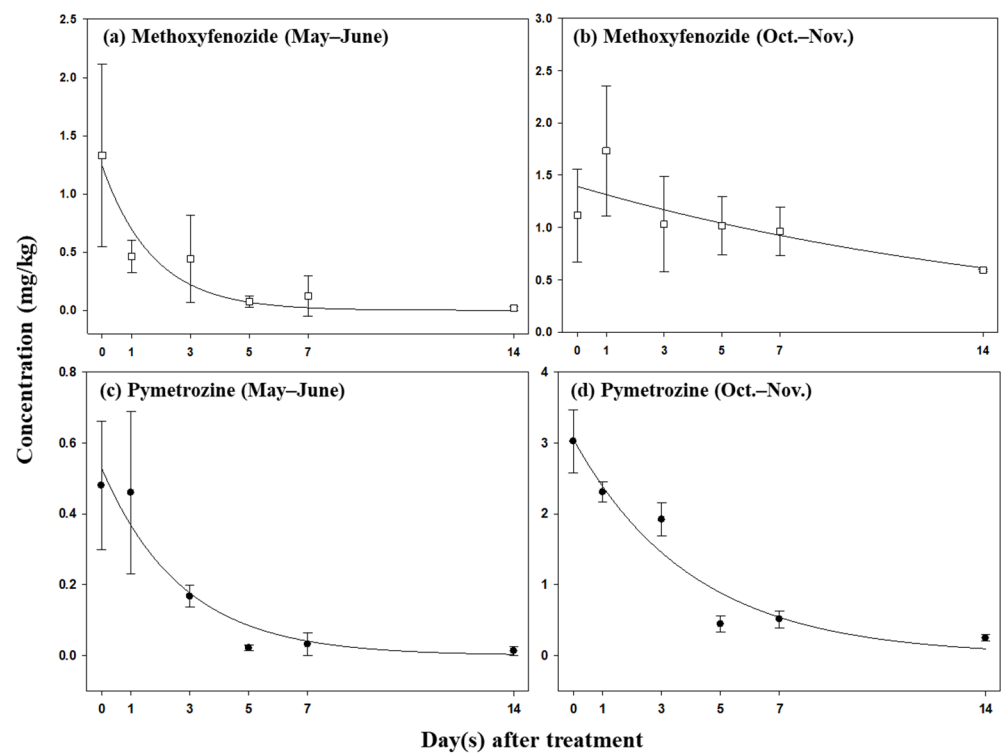 (a) Methoxyfenozide (May–June)
2.5
2.0
1.5
1.0
0.5
0.0
0 1 3 5 7 14
(b) Methoxyfenozide (Oct.–Nov.)
3.0
2.5
2.0
1.5
1.0
0.5
0.0
0 1 3 5 7 14
(c) Pymetrozine (May–June)
0.8
0.6
0.4
0.2
0.0
0 1 3 5 7 14
(d) Pymetrozine (Oct.–Nov.)
4
3
2
1
0
0 1 3 5 7 14
Concentration (mg/kg)
Day(s) after treatment